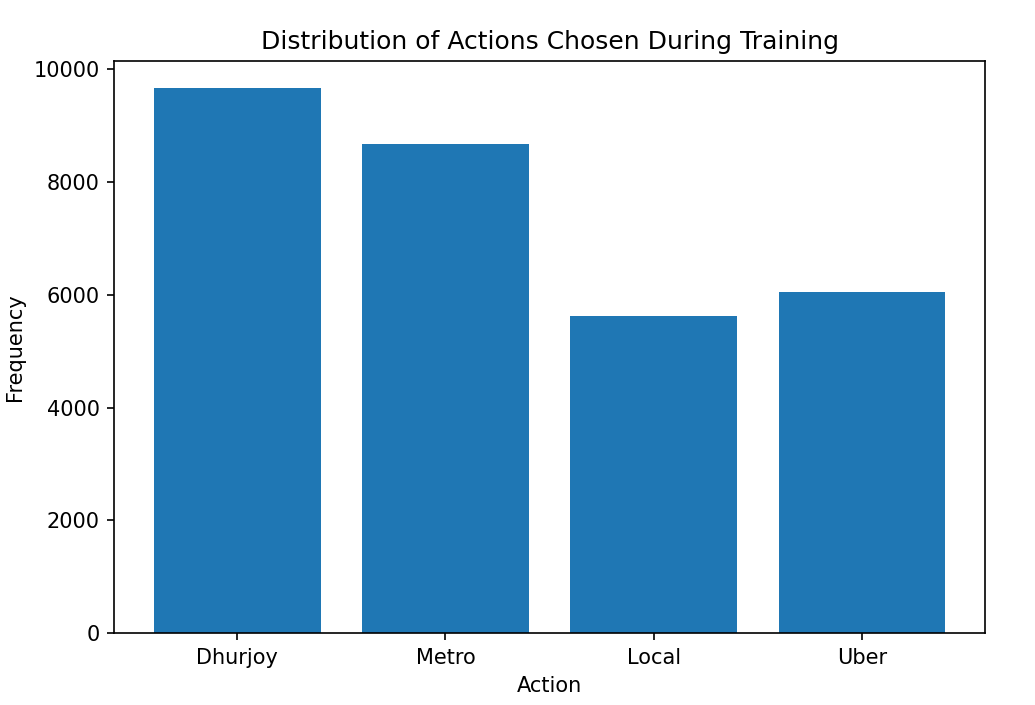 Distribution of Actions Chosen During Training
10000
8000
6000
4000
2000
0
Frequency
Dhurjoy Metro Local Uber
Action